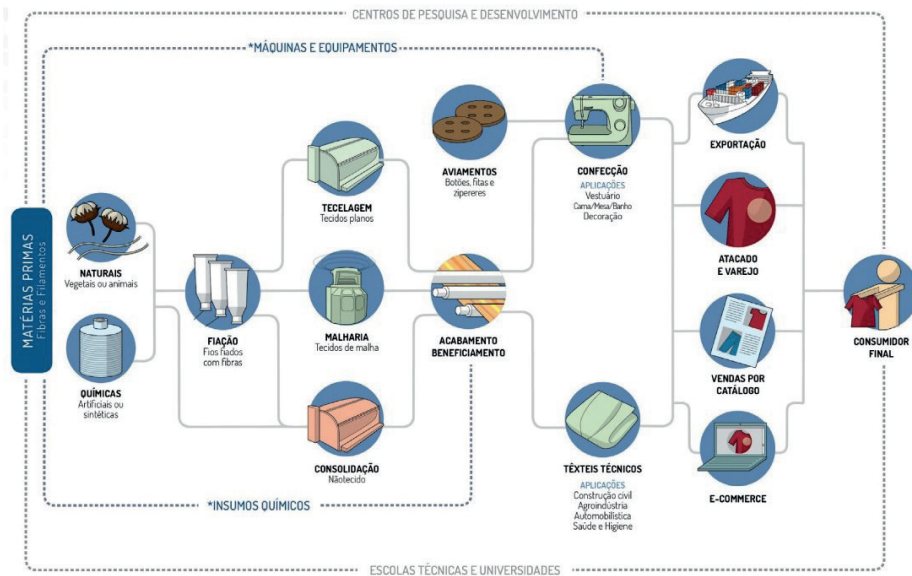 CENTROS DE PESQUISA E DESENVOLVIMENTO
*MÁQUINAS E EQUIPAMENTOS
MATÉRIAS PRIMAS
Fibras e Filamentos
NATURAIS
Vegetais ou animais
QUÍMICAS
Artificiais ou
sintéticas
FIAÇÃO
Fios fiados
com fibras
TECELAGEM
Tecidos planos
MALHARIA
Tecidos de malha
CONSOLIDAÇÃO
Nãotecido
AVIAMENTOS
Botões, fitas e
zipereres
ACABAMENTO
BENEFICIAMENTO
CONFECÇÃO
APLICAÇÕES
Vestuário
Cama/Mesa/Banho
Decoração
TÊXTEIS TÉCNICOS
APLICAÇÕES
Construção civil
Agroindústria
Automobilística
Saúde e Higiene
EXPORTAÇÃO
ATACADO
E VAREJO
VENDAS POR
CATÁLOGO
E-COMMERCE
CONSUMIDOR
FINAL
*INSUMOS QUÍMICOS
ESCOLAS TÉCNICAS E UNIVERSIDADES